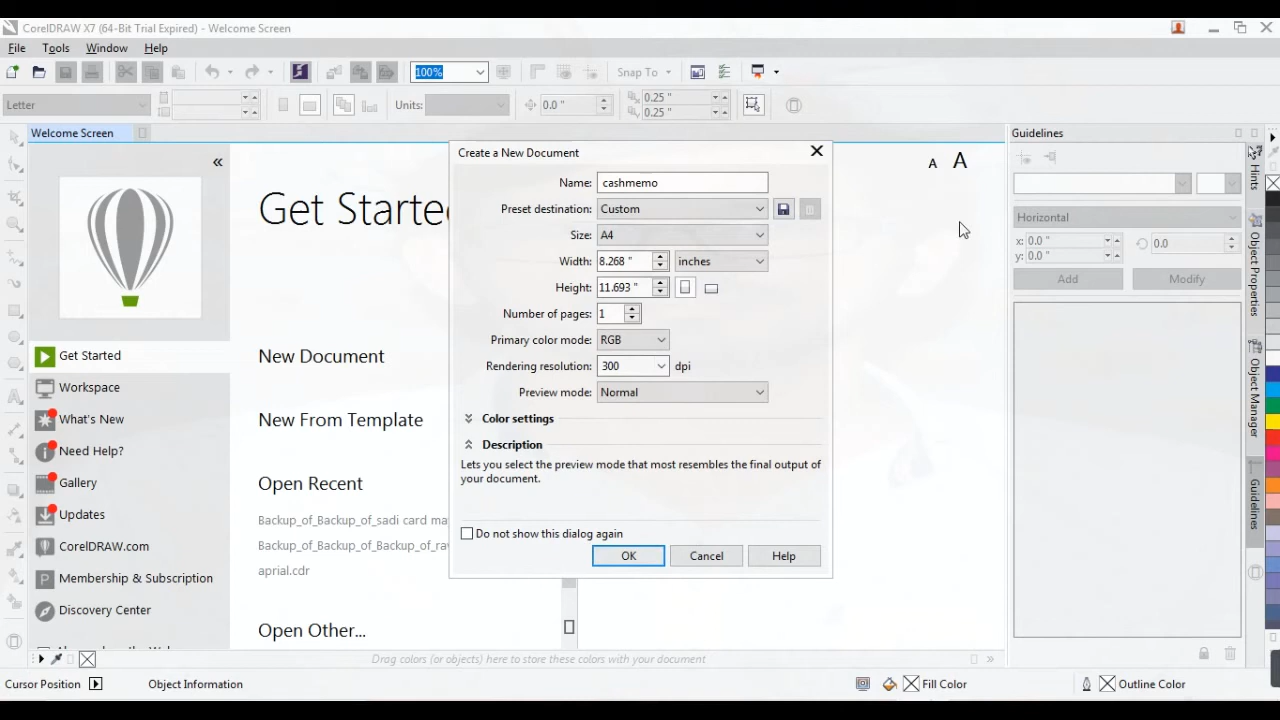 CorelDRAW X7 (64-Bit Trial Expired) - Welcome Screen
File Tools Window Help
100% Snap To
Letter Units: 0.0 " 0.25 "
0.25 "
Welcome Screen
Guidelines
Create a New Document
A A
Name: cashmemo
Preset destination: Custom
Size: A4
Width: 8.268 " inches
Height: 11.693 "
Number of pages: 1
Primary color mode: RGB
Rendering resolution: 300 dpi
Preview mode: Normal
Color settings
Description
Lets you select the preview mode that most resembles the final output of
your document.
Do not show this dialog again
OK Cancel Help
Get Started
New Document
New From Template
Open Recent
Backup_of_Backup_of_sadi card ma
Backup_of_Backup_of_Backup_of_ra
aprial.cdr
Open Other...
Get Started
Workspace
What's New
Need Help?
Gallery
Updates
CorelDRAW.com
Membership & Subscription
Discovery Center
Horizontal
x: 0.0 " 0.0
y: 0.0 "
Add Modify
Hints
Object Properties
Object Manager
Guidelines
Drag colors (or objects) here to store these colors with your document
Cursor Position Object Information Fill Color Outline Color